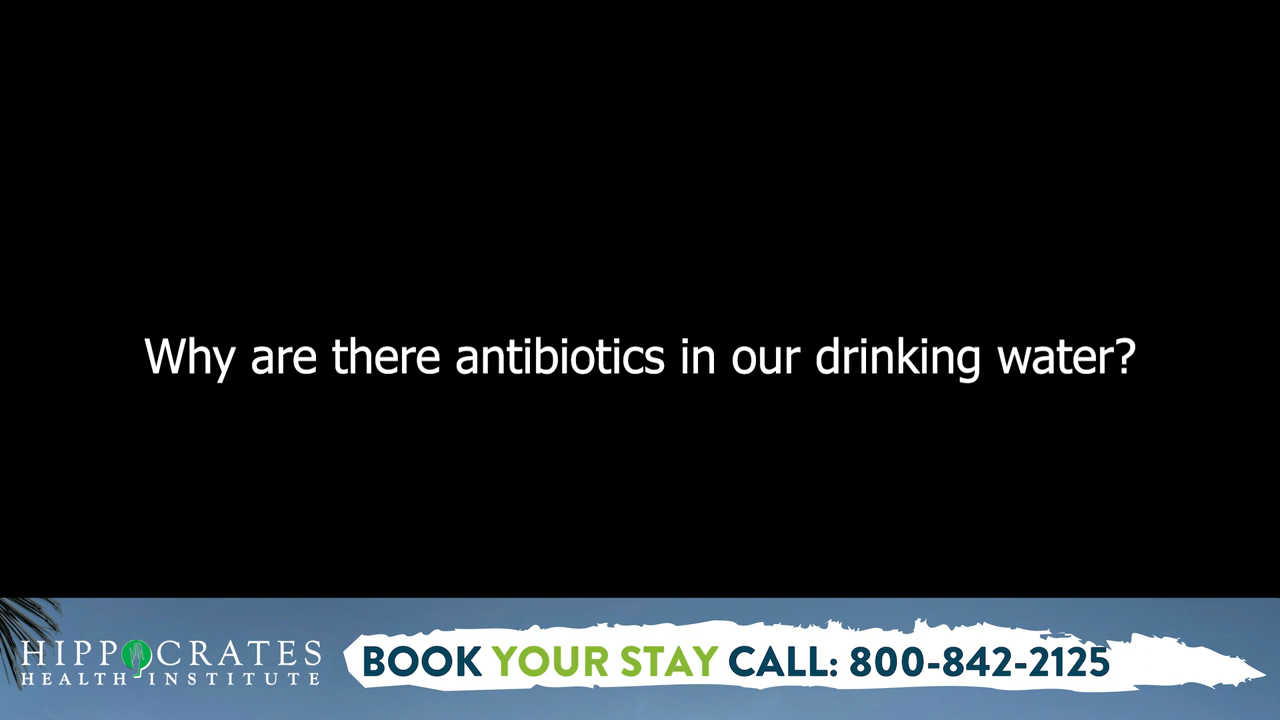 Why are there antibiotics in our drinking water?
HIPPOCRATES
HEALTH INSTITUTE
BOOK YOUR STAY CALL: 800-842-2125